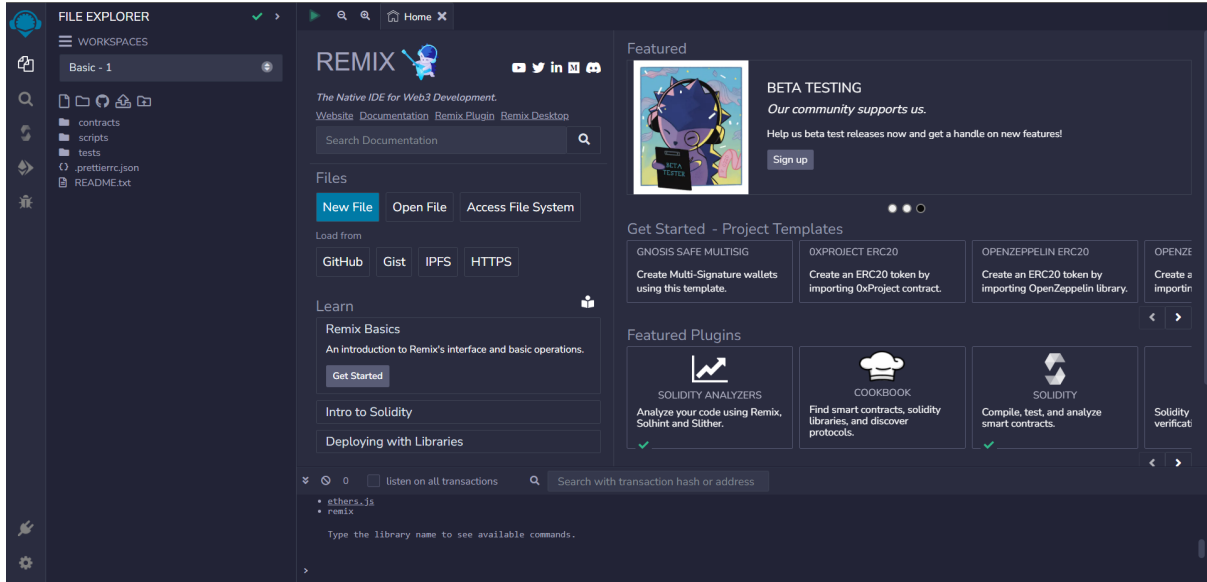 FILE EXPLORER
WORKSPACES
Basic - 1
contracts
scripts
tests
.prettierrc.json
README.txt
Home
REMIX
The Native IDE for Web3 Development.
Website Documentation Remix Plugin Remix Desktop
Search Documentation
Files
New File Open File Access File System
Load from
GitHub Gist IPFS HTTPS
Learn
Remix Basics
An introduction to Remix's interface and basic operations.
Get Started
Intro to Solidity
Deploying with Libraries
Featured
BETA TESTER
BETA TESTING
Our community supports us.
Help us beta test releases now and get a handle on new features!
Sign up
Get Started - Project Templates
GNOSIS SAFE MULTISIG
Create Multi-Signature wallets
using this template.
0XPROJECT ERC20
Create an ERC20 token by
importing 0xProject contract.
OPENZEPPELIN ERC20
Create an ERC20 token by
importing OpenZeppelin library.
OPENZE
Create a
importin
Featured Plugins
SOLIDITY ANALYZERS
Analyze your code using Remix,
Solhint and Slither.
COOKBOOK
Find smart contracts, solidity
libraries, and discover
protocols.
SOLIDITY
Compile, test, and analyze
smart contracts.
Solidity
verificati
0 listen on all transactions Search with transaction hash or address
• ethers.js
• remix
Type the library name to see available commands.
>